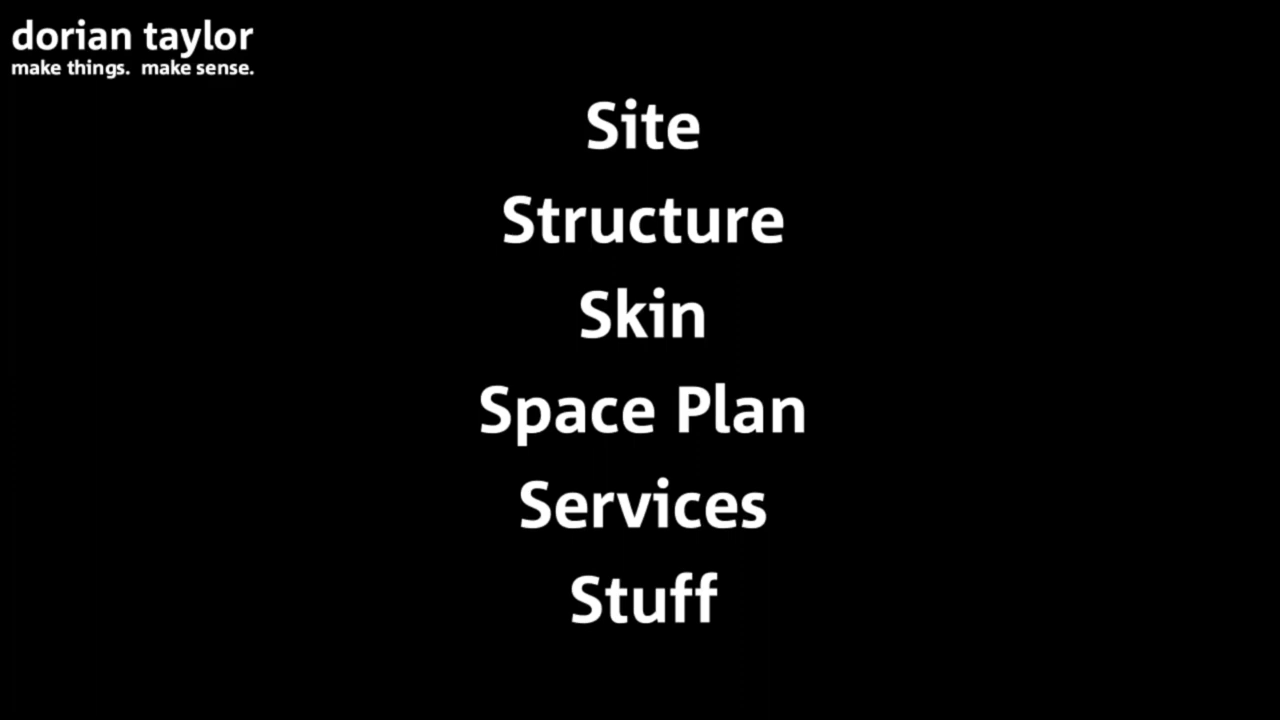 dorian taylor
make things. make sense.
Site
Structure
Skin
Space Plan
Services
Stuff